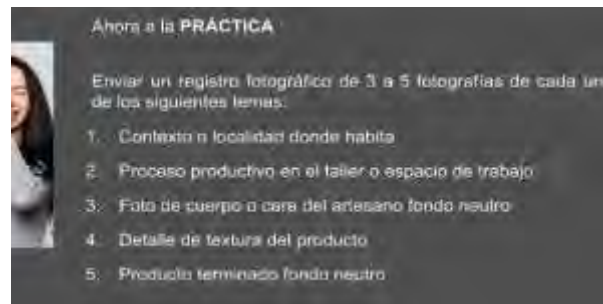 Ahora a la PRÁCTICA
Enviar un registro fotográfico de 3 a 5 fotografías de cada un
de los siguientes temas:
1. Contexto o localidad donde habita
2. Proceso productivo en el taller o espacio de trabajo
3. Foto de cuerpo o cara del artesano fondo neutro
4. Detalle de textura del producto
5. Producto terminado fondo neutro